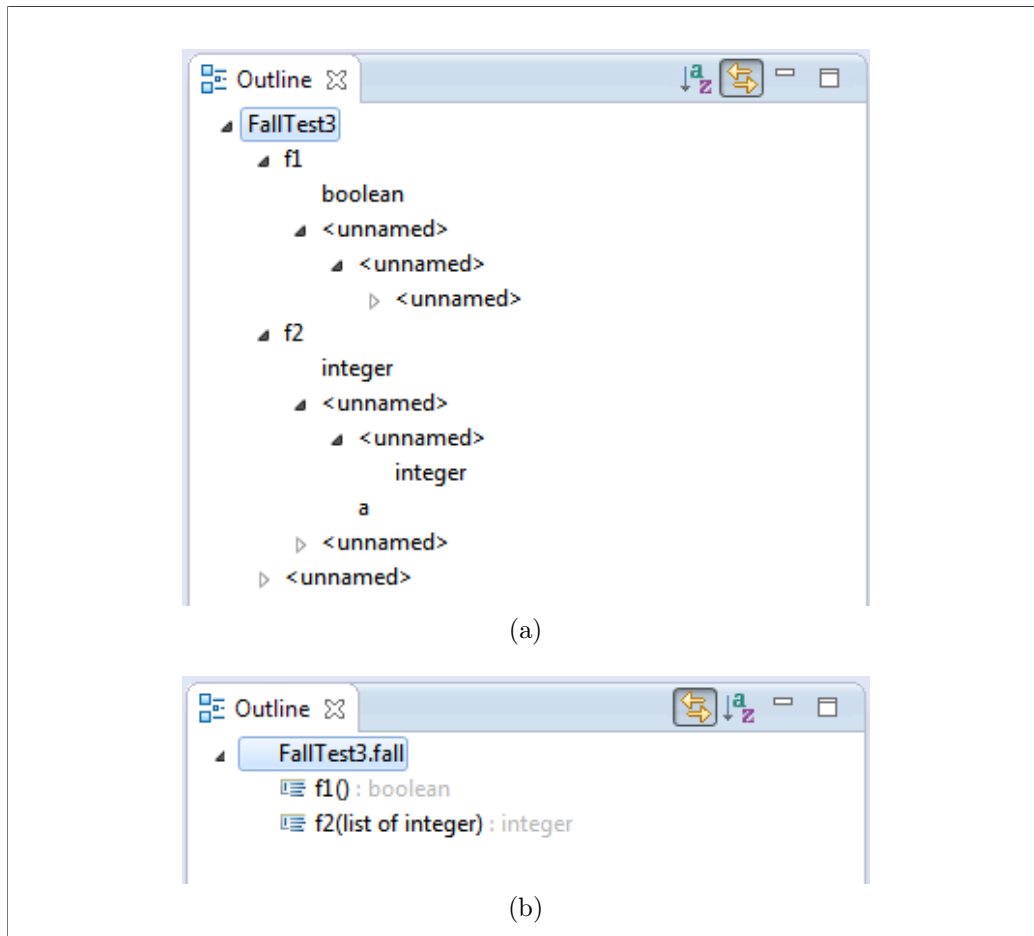 Outline
FallTest3
f1
boolean
<unnamed>
<unnamed>
<unnamed>
f2
integer
<unnamed>
<unnamed>
integer
a
<unnamed>
<unnamed>
(a)
Outline
FallTest3.fall
f1() : boolean
f2(list of integer) : integer
(b)